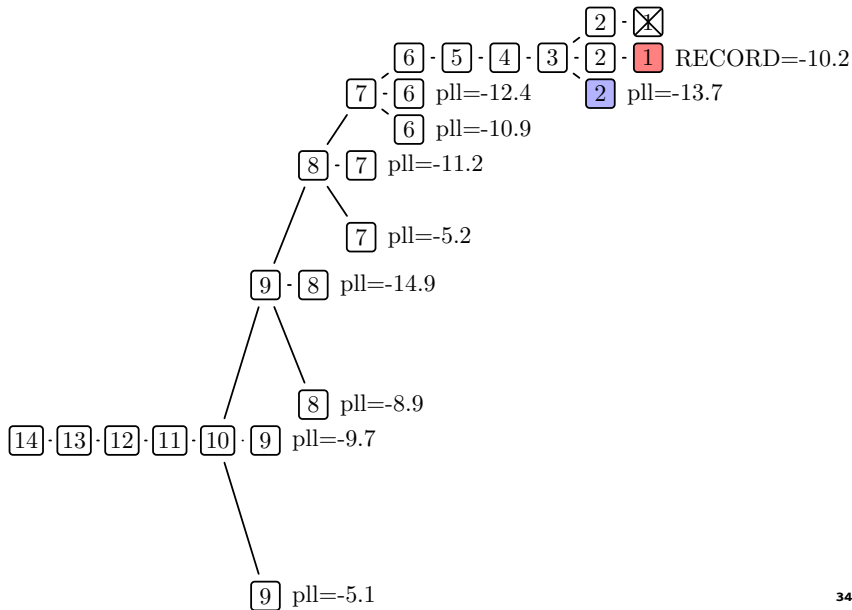 2 1
6 5 4 3 2 1 RECORD=-10.2
7 6 pll=-12.4 2 pll=-13.7
6 pll=-10.9
8 7 pll=-11.2
7 pll=-5.2
9 8 pll=-14.9
8 pll=-8.9
14 13 12 11 10 9 pll=-9.7
9 pll=-5.1
34